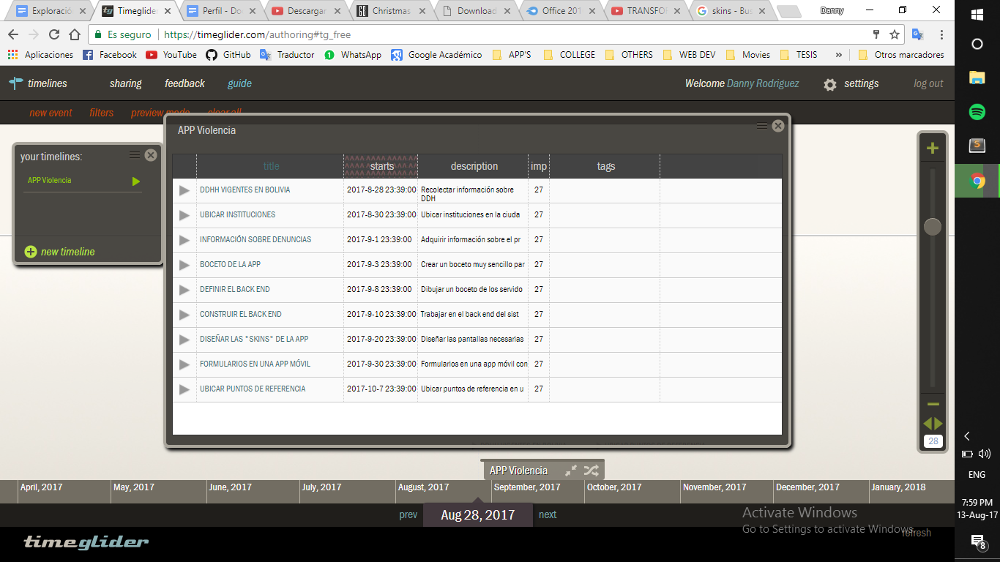 Exploració
Timeglider
Perfil - Do
Descargar
Christmas
Download
Office 201
TRANSFO
skins - Bus
Danny
Es seguro
https://timeglider.com/authoring#tg_free
Aplicaciones
Facebook
YouTube
GitHub
Traductor
WhatsApp
Google Académico
APP'S
COLLEGE
OTHERS
WEB DEV
Movies
TESIS
»
Otros marcadores
timelines
sharing
feedback
guide
Welcome Danny Rodriguez
settings
log out
new event
filters
preview mode
clear all
your timelines:
APP Violencia
new timeline
APP Violencia
title starts description imp tags
DDHH VIGENTES EN BOLIVIA 2017-8-28 23:39:00 Recolectar información sobre 27
DDH
UBICAR INSTITUCIONES 2017-8-30 23:39:00 Ubicar instituciones en la ciuda 27
INFORMACIÓN SOBRE DENUNCIAS 2017-9-1 23:39:00 Adquirir información sobre el pr 27
BOCETO DE LA APP 2017-9-3 23:39:00 Crear un boceto muy sencillo par 27
DEFINIR EL BACK END 2017-9-8 23:39:00 Dibujar un boceto de los servido 27
CONSTRUIR EL BACK END 2017-9-10 23:39:00 Trabajar en el back end del sist 27
DISEÑAR LAS "SKINS" DE LA APP 2017-9-20 23:39:00 Diseñar las pantallas necesarias 27
FORMULARIOS EN UNA APP MÓVIL 2017-9-30 23:39:00 Formularios en una app móvil con 27
UBICAR PUNTOS DE REFERENCIA 2017-10-7 23:39:00 Ubicar puntos de referencia en u 27
28
APP Violencia
April, 2017 May, 2017 June, 2017 July, 2017 August, 2017 September, 2017 October, 2017 November, 2017 December, 2017 January, 2018
prev Aug 28, 2017 next
Activate Windows
Go to Settings to activate Windows.
refresh
timeglider
ENG
7:59 PM
13-Aug-17
8